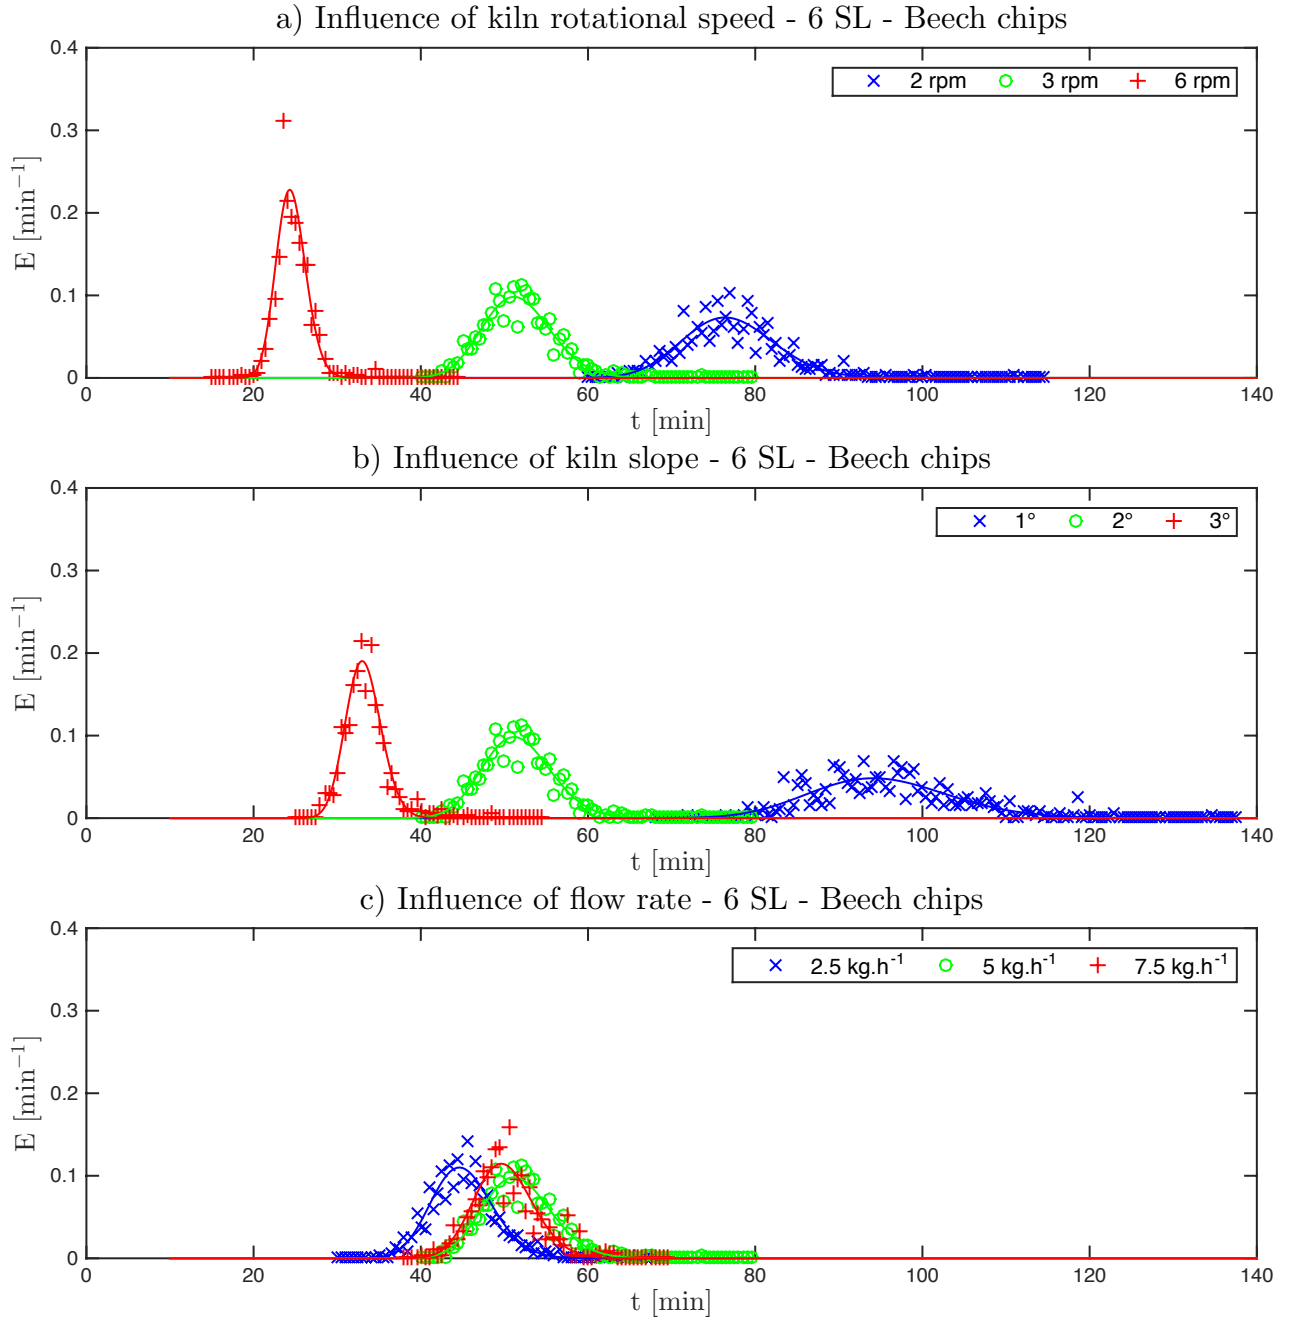 a) Influence of kiln rotational speed - 6 SL - Beech chips
0.4
0.3
0.2
0.1
0
E [min⁻¹]
2 rpm 3 rpm 6 rpm
0 20 40 60 80 100 120 140
t [min]
b) Influence of kiln slope - 6 SL - Beech chips
0.4
0.3
0.2
0.1
0
E [min⁻¹]
1° 2° 3°
0 20 40 60 80 100 120 140
t [min]
c) Influence of flow rate - 6 SL - Beech chips
0.4
0.3
0.2
0.1
0
E [min⁻¹]
2.5 kg.h⁻¹ 5 kg.h⁻¹ 7.5 kg.h⁻¹
0 20 40 60 80 100 120 140
t [min]